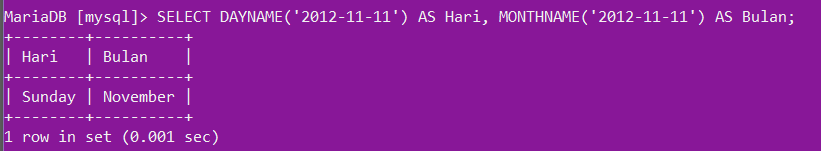 MariaDB [mysql]> SELECT DAYNAME('2012-11-11') AS Hari, MONTHNAME('2012-11-11') AS Bulan;
+--------+----------+
| Hari   | Bulan    |
+--------+----------+
| Sunday | November |
+--------+----------+
1 row in set (0.001 sec)